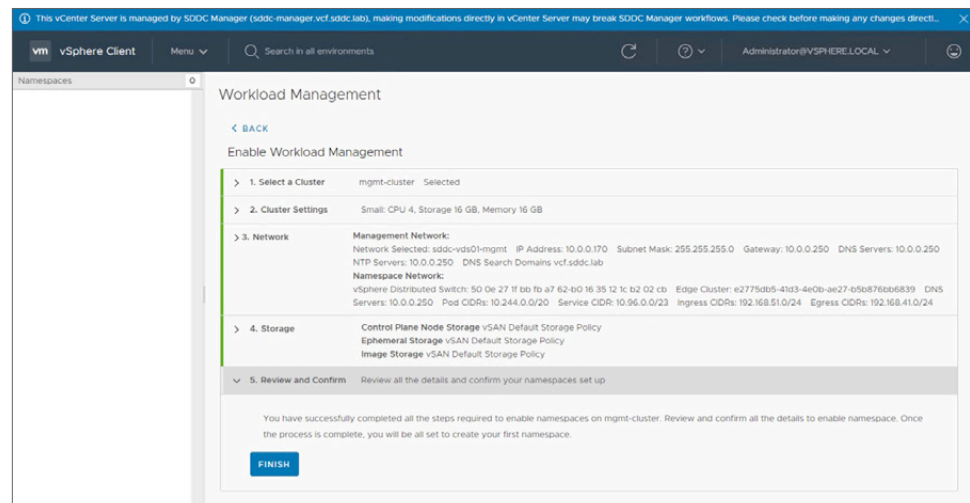 This vCenter Server is managed by SDDC Manager (sddc-manager.vcf.sddc.lab), making modifications directly in vCenter Server may break SDDC Manager workflows. Please check before making any changes directl...
vm vSphere Client Menu Search in all environments Administrator@VSPHERE.LOCAL
Namespaces 0
Workload Management
BACK
Enable Workload Management
1. Select a Cluster mgmt-cluster Selected
2. Cluster Settings Small: CPU 4, Storage 16 GB, Memory 16 GB
3. Network Management Network:
Network Selected: sddc-vds01-mgmt IP Address: 10.0.0.170 Subnet Mask: 255.255.255.0 Gateway: 10.0.0.250 DNS Servers: 10.0.0.250
NTP Servers: 10.0.0.250 DNS Search Domains vcf.sddc.lab
Namespace Network:
vSphere Distributed Switch: 50 0e 27 1f bb fb a7 62-b0 16 35 12 1c b2 02 cb Edge Cluster: e2775db5-41d3-4e0b-ae27-b5b876bb6839 DNS
Servers: 10.0.0.250 Pod CIDRs: 10.244.0.0/20 Service CIDR: 10.96.0.0/23 Ingress CIDRs: 192.168.51.0/24 Egress CIDRs: 192.168.41.0/24
4. Storage Control Plane Node Storage vSAN Default Storage Policy
Ephemeral Storage vSAN Default Storage Policy
Image Storage vSAN Default Storage Policy
5. Review and Confirm Review all the details and confirm your namespaces set up
You have successfully completed all the steps required to enable namespaces on mgmt-cluster. Review and confirm all the details to enable namespace. Once
the process is complete, you will be all set to create your first namespace.
FINISH